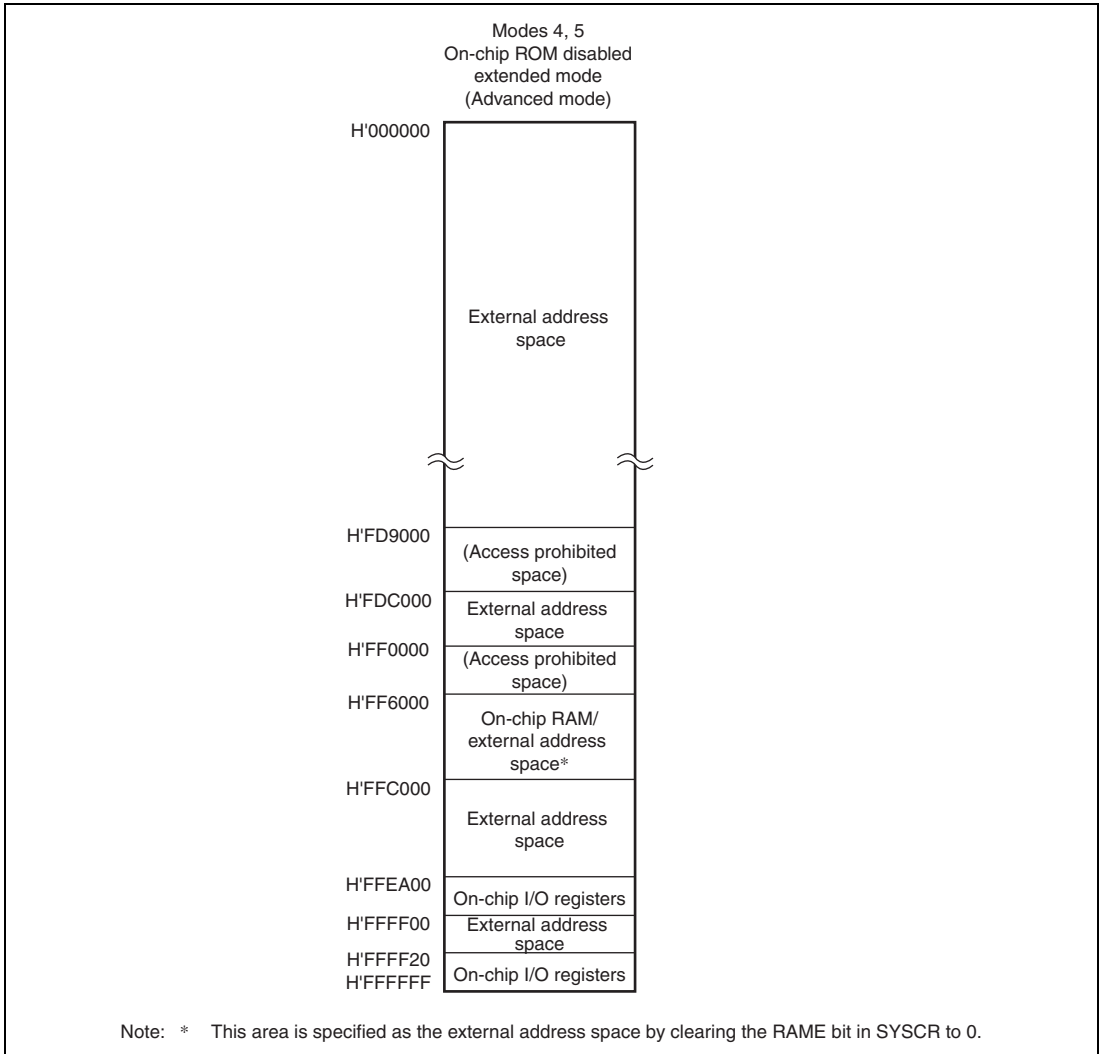 Modes 4, 5
On-chip ROM disabled
extended mode
(Advanced mode)
H'000000
External address
space
H'FD9000
(Access prohibited
space)
H'FDC000
External address
space
H'FF0000
(Access prohibited
space)
H'FF6000
On-chip RAM/
external address
space*
H'FFC000
External address
space
H'FFEA00
On-chip I/O registers
H'FFFF00
External address
space
H'FFFF20
On-chip I/O registers
H'FFFFFF
Note: * This area is specified as the external address space by clearing the RAME bit in SYSCR to 0.